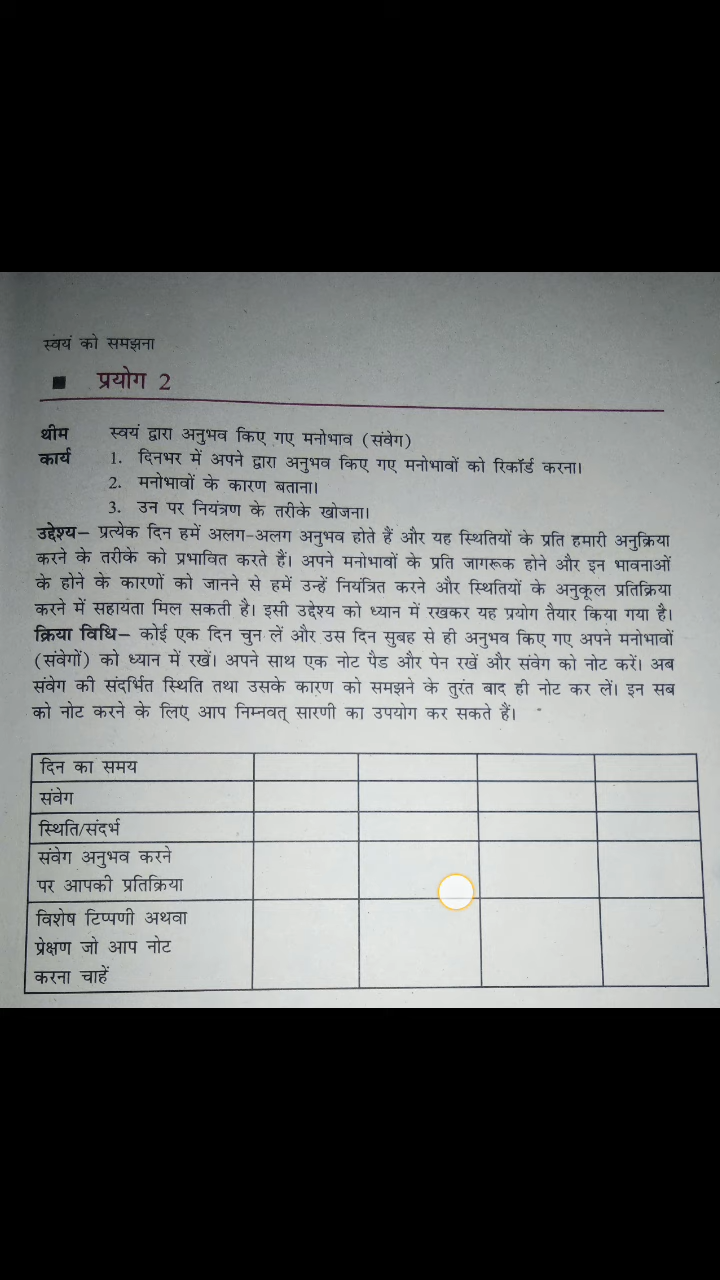 स्वयं को समझना
■ प्रयोग 2
थीम स्वयं द्वारा अनुभव किए गए मनोभाव (संवेग)
कार्य 1. दिनभर में अपने द्वारा अनुभव किए गए मनोभावों को रिकॉर्ड करना।
2. मनोभावों के कारण बताना।
3. उन पर नियंत्रण के तरीके खोजना।
उद्देश्य– प्रत्येक दिन हमें अलग-अलग अनुभव होते हैं और यह स्थितियों के प्रति हमारी अनुक्रिया
करने के तरीके को प्रभावित करते हैं। अपने मनोभावों के प्रति जागरूक होने और इन भावनाओं
के होने के कारणों को जानने से हमें उन्हें नियंत्रित करने और स्थितियों के अनुकूल प्रतिक्रिया
करने में सहायता मिल सकती है। इसी उद्देश्य को ध्यान में रखकर यह प्रयोग तैयार किया गया है।
क्रिया विधि– कोई एक दिन चुन लें और उस दिन सुबह से ही अनुभव किए गए अपने मनोभावों
(संवेगों) को ध्यान में रखें। अपने साथ एक नोट पैड और पेन रखें और संवेग को नोट करें। अब
संवेग की संदर्भित स्थिति तथा उसके कारण को समझने के तुरंत बाद ही नोट कर लें। इन सब
को नोट करने के लिए आप निम्नवत् सारणी का उपयोग कर सकते हैं।
दिन का समय
संवेग
स्थिति/संदर्भ
संवेग अनुभव करने
पर आपकी प्रतिक्रिया
विशेष टिप्पणी अथवा
प्रेक्षण जो आप नोट
करना चाहें